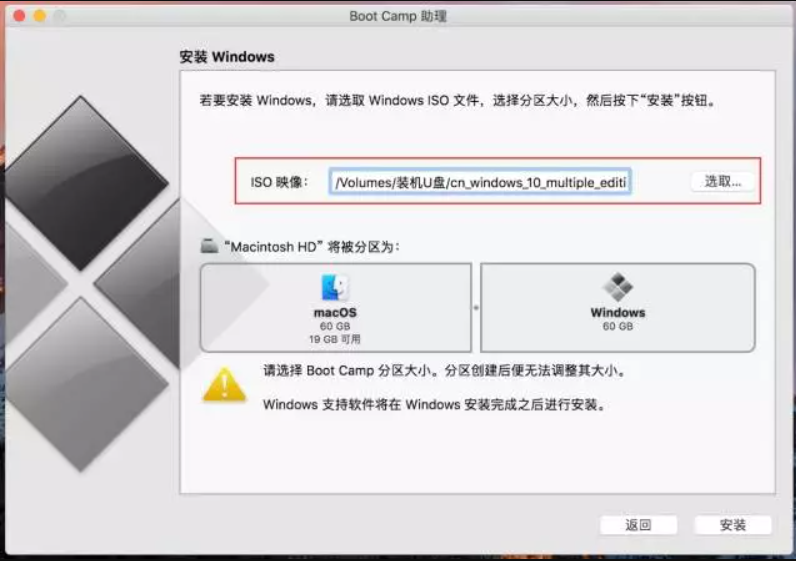 Boot Camp 助理
安装 Windows
若要安装 Windows，请选取 Windows ISO 文件，选择分区大小，然后按下“安装”按钮。
ISO 映像： /Volumes/装机U盘/cn_windows_10_multiple_editi 选取...
“Macintosh HD” 将被分区为：
macOS
60 GB
19 GB 可用
Windows
60 GB
请选择 Boot Camp 分区大小。分区创建后便无法调整其大小。
Windows 支持软件将在 Windows 安装完成之后进行安装。
返回 安装